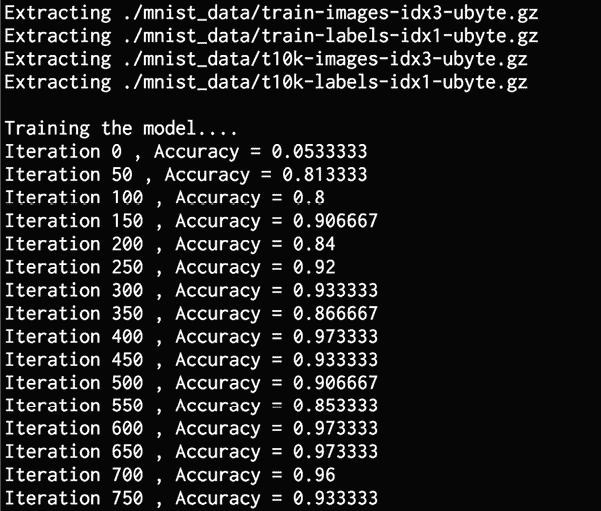 Extracting ./mnist_data/train-images-idx3-ubyte.gz
Extracting ./mnist_data/train-labels-idx1-ubyte.gz
Extracting ./mnist_data/t10k-images-idx3-ubyte.gz
Extracting ./mnist_data/t10k-labels-idx1-ubyte.gz
Training the model....
Iteration 0 , Accuracy = 0.0533333
Iteration 50 , Accuracy = 0.813333
Iteration 100 , Accuracy = 0.8
Iteration 150 , Accuracy = 0.906667
Iteration 200 , Accuracy = 0.84
Iteration 250 , Accuracy = 0.92
Iteration 300 , Accuracy = 0.933333
Iteration 350 , Accuracy = 0.866667
Iteration 400 , Accuracy = 0.973333
Iteration 450 , Accuracy = 0.933333
Iteration 500 , Accuracy = 0.906667
Iteration 550 , Accuracy = 0.853333
Iteration 600 , Accuracy = 0.973333
Iteration 650 , Accuracy = 0.973333
Iteration 700 , Accuracy = 0.96
Iteration 750 , Accuracy = 0.933333